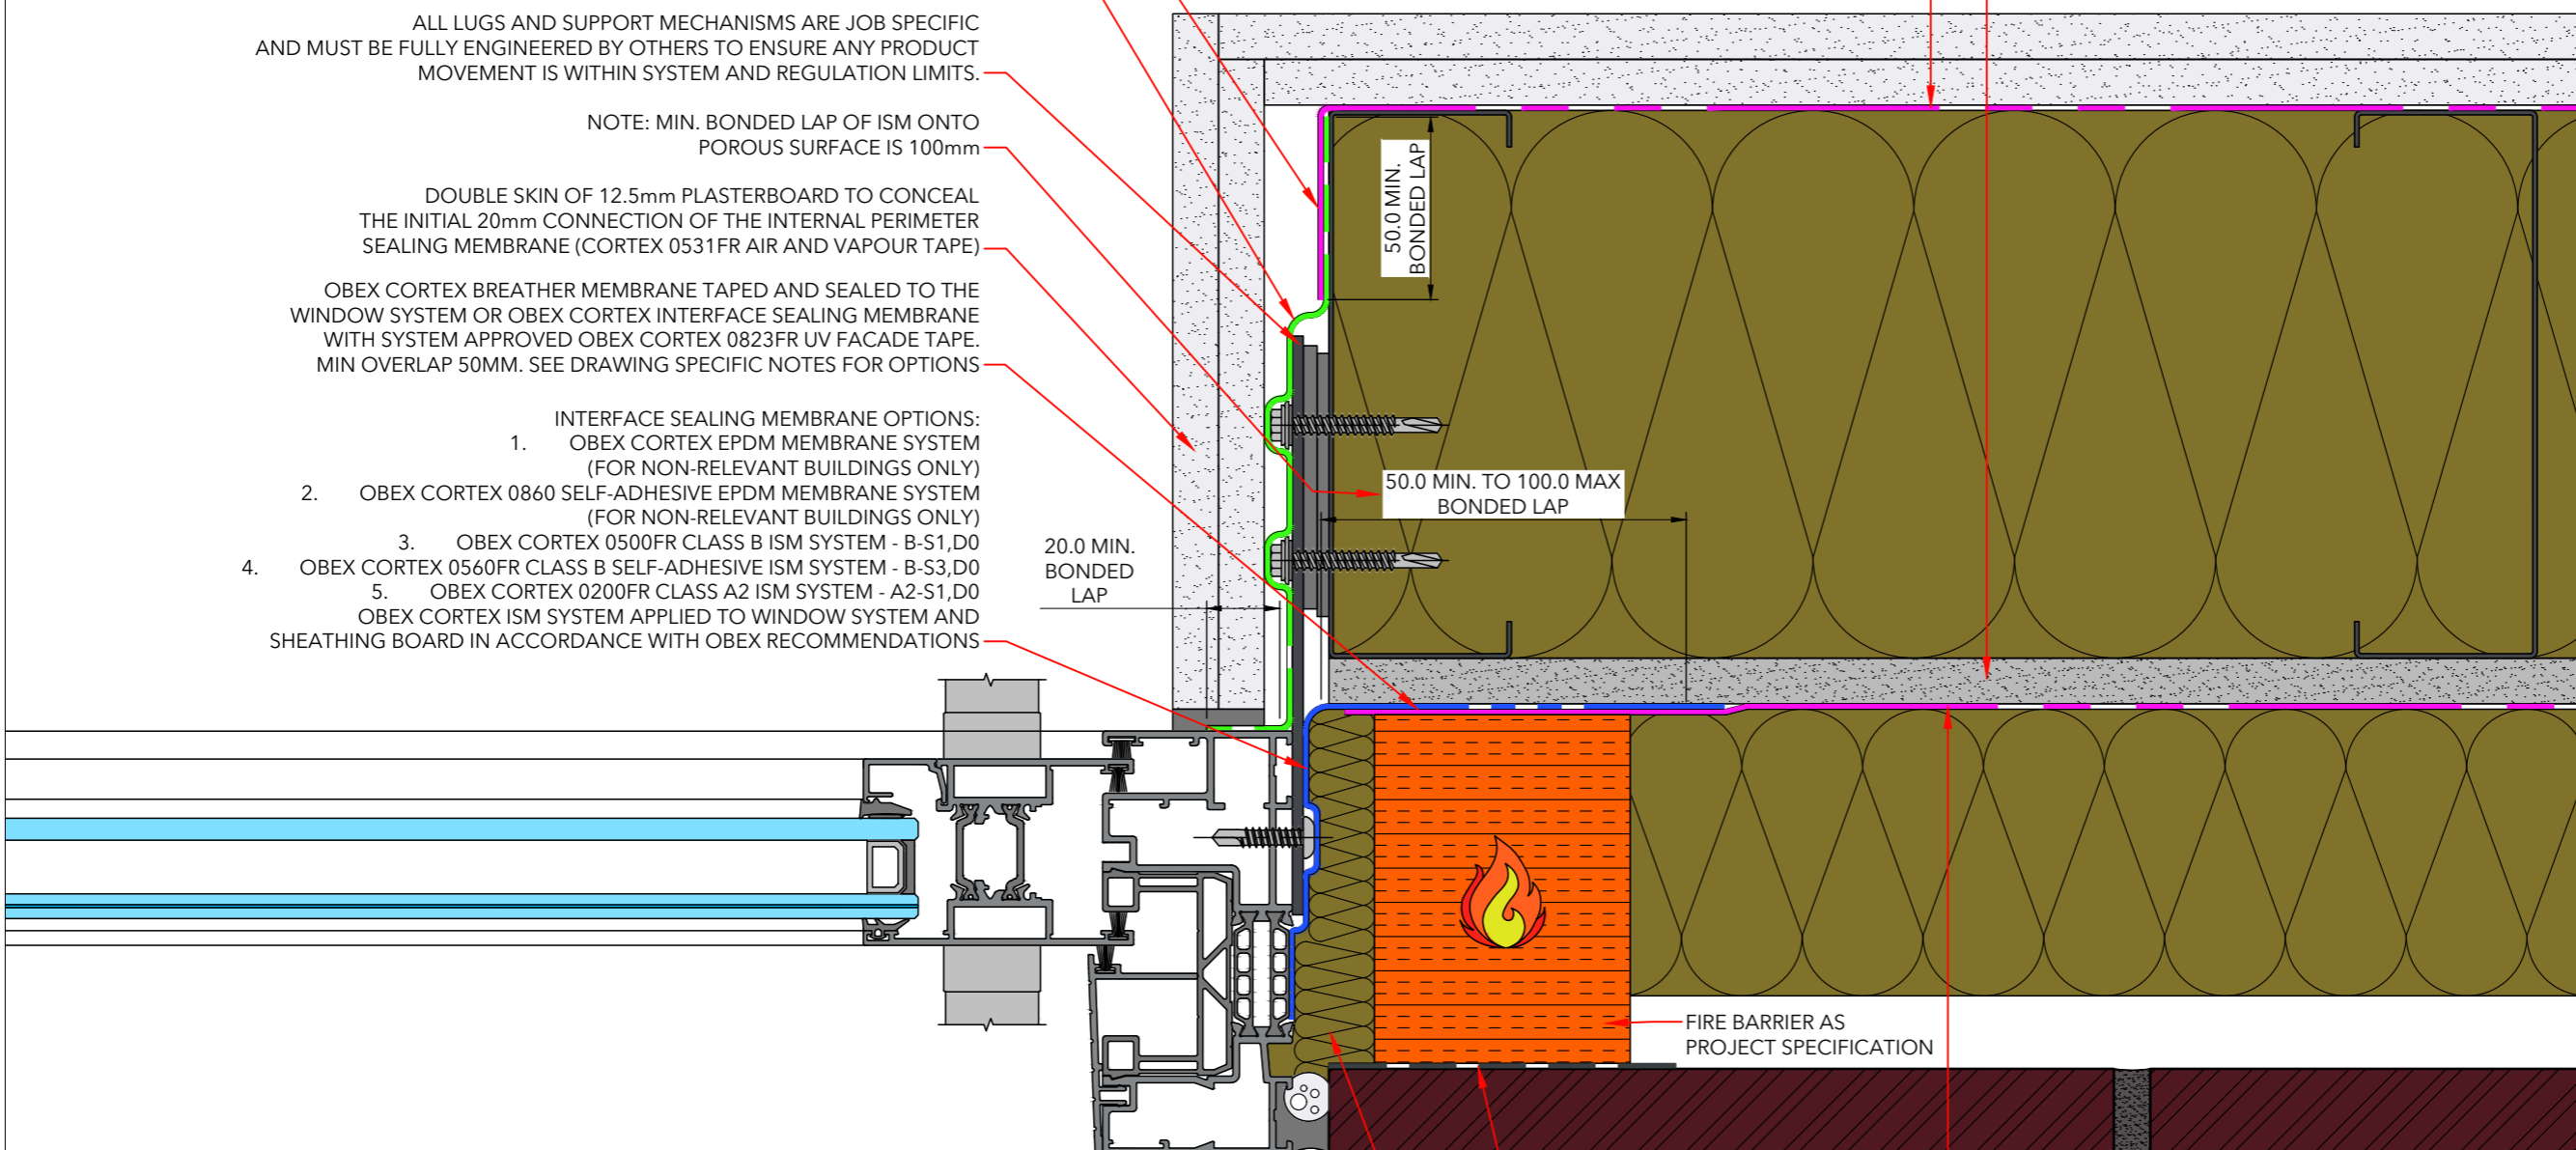 ALL LUGS AND SUPPORT MECHANISMS ARE JOB SPECIFIC
AND MUST BE FULLY ENGINEERED BY OTHERS TO ENSURE ANY PRODUCT
MOVEMENT IS WITHIN SYSTEM AND REGULATION LIMITS.
NOTE: MIN. BONDED LAP OF ISM ONTO
POROUS SURFACE IS 100mm
DOUBLE SKIN OF 12.5mm PLASTERBOARD TO CONCEAL
THE INITIAL 20mm CONNECTION OF THE INTERNAL PERIMETER
SEALING MEMBRANE (CORTEX 0531FR AIR AND VAPOUR TAPE)
OBEX CORTEX BREATHER MEMBRANE TAPED AND SEALED TO THE
WINDOW SYSTEM OR OBEX CORTEX INTERFACE SEALING MEMBRANE
WITH SYSTEM APPROVED OBEX CORTEX 0823FR UV FACADE TAPE.
MIN OVERLAP 50MM. SEE DRAWING SPECIFIC NOTES FOR OPTIONS
INTERFACE SEALING MEMBRANE OPTIONS:
1. OBEX CORTEX EPDM MEMBRANE SYSTEM
(FOR NON-RELEVANT BUILDINGS ONLY)
2. OBEX CORTEX 0860 SELF-ADHESIVE EPDM MEMBRANE SYSTEM
(FOR NON-RELEVANT BUILDINGS ONLY)
3. OBEX CORTEX 0500FR CLASS B ISM SYSTEM - B-S1,D0
4. OBEX CORTEX 0560FR CLASS B SELF-ADHESIVE ISM SYSTEM - B-S3,D0
5. OBEX CORTEX 0200FR CLASS A2 ISM SYSTEM - A2-S1,D0
OBEX CORTEX ISM SYSTEM APPLIED TO WINDOW SYSTEM AND
SHEATHING BOARD IN ACCORDANCE WITH OBEX RECOMMENDATIONS
20.0 MIN.
BONDED
LAP
50.0 MIN.
BONDED LAP
50.0 MIN. TO 100.0 MAX
BONDED LAP
FIRE BARRIER AS
PROJECT SPECIFICATION